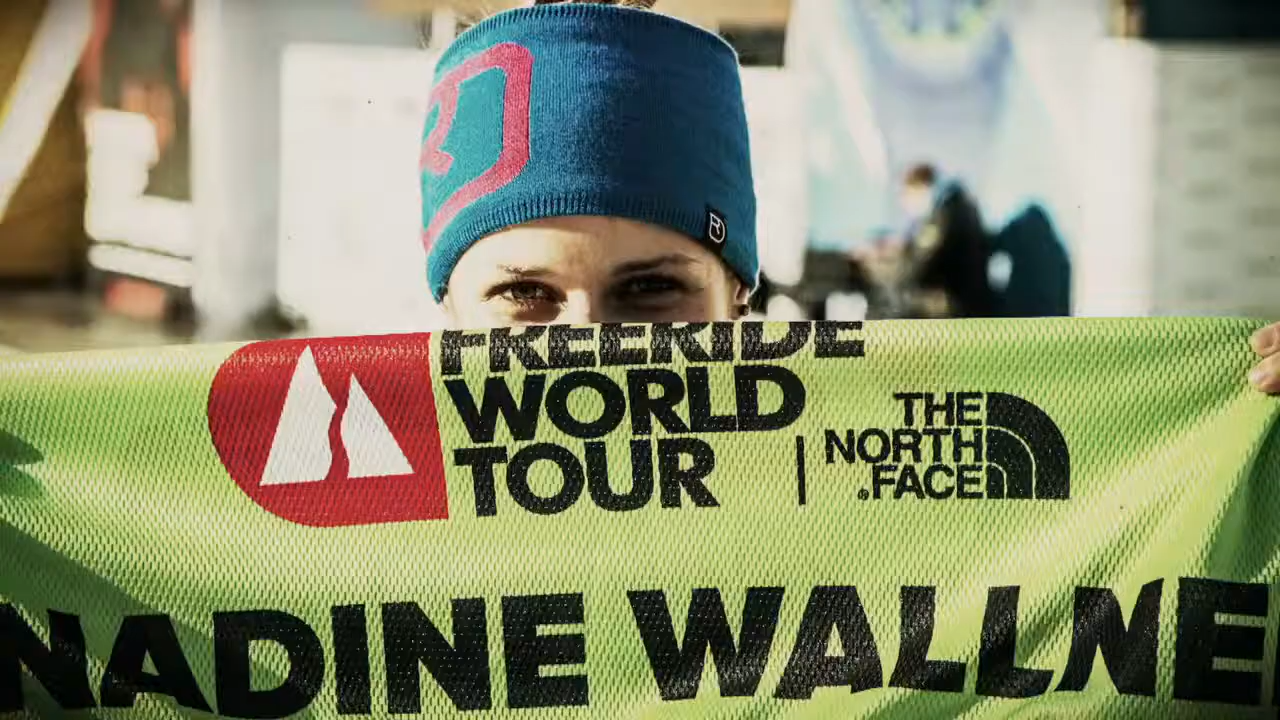 FREERIDE
WORLD
TOUR
THE
NORTH
FACE
NADINE WALLNE